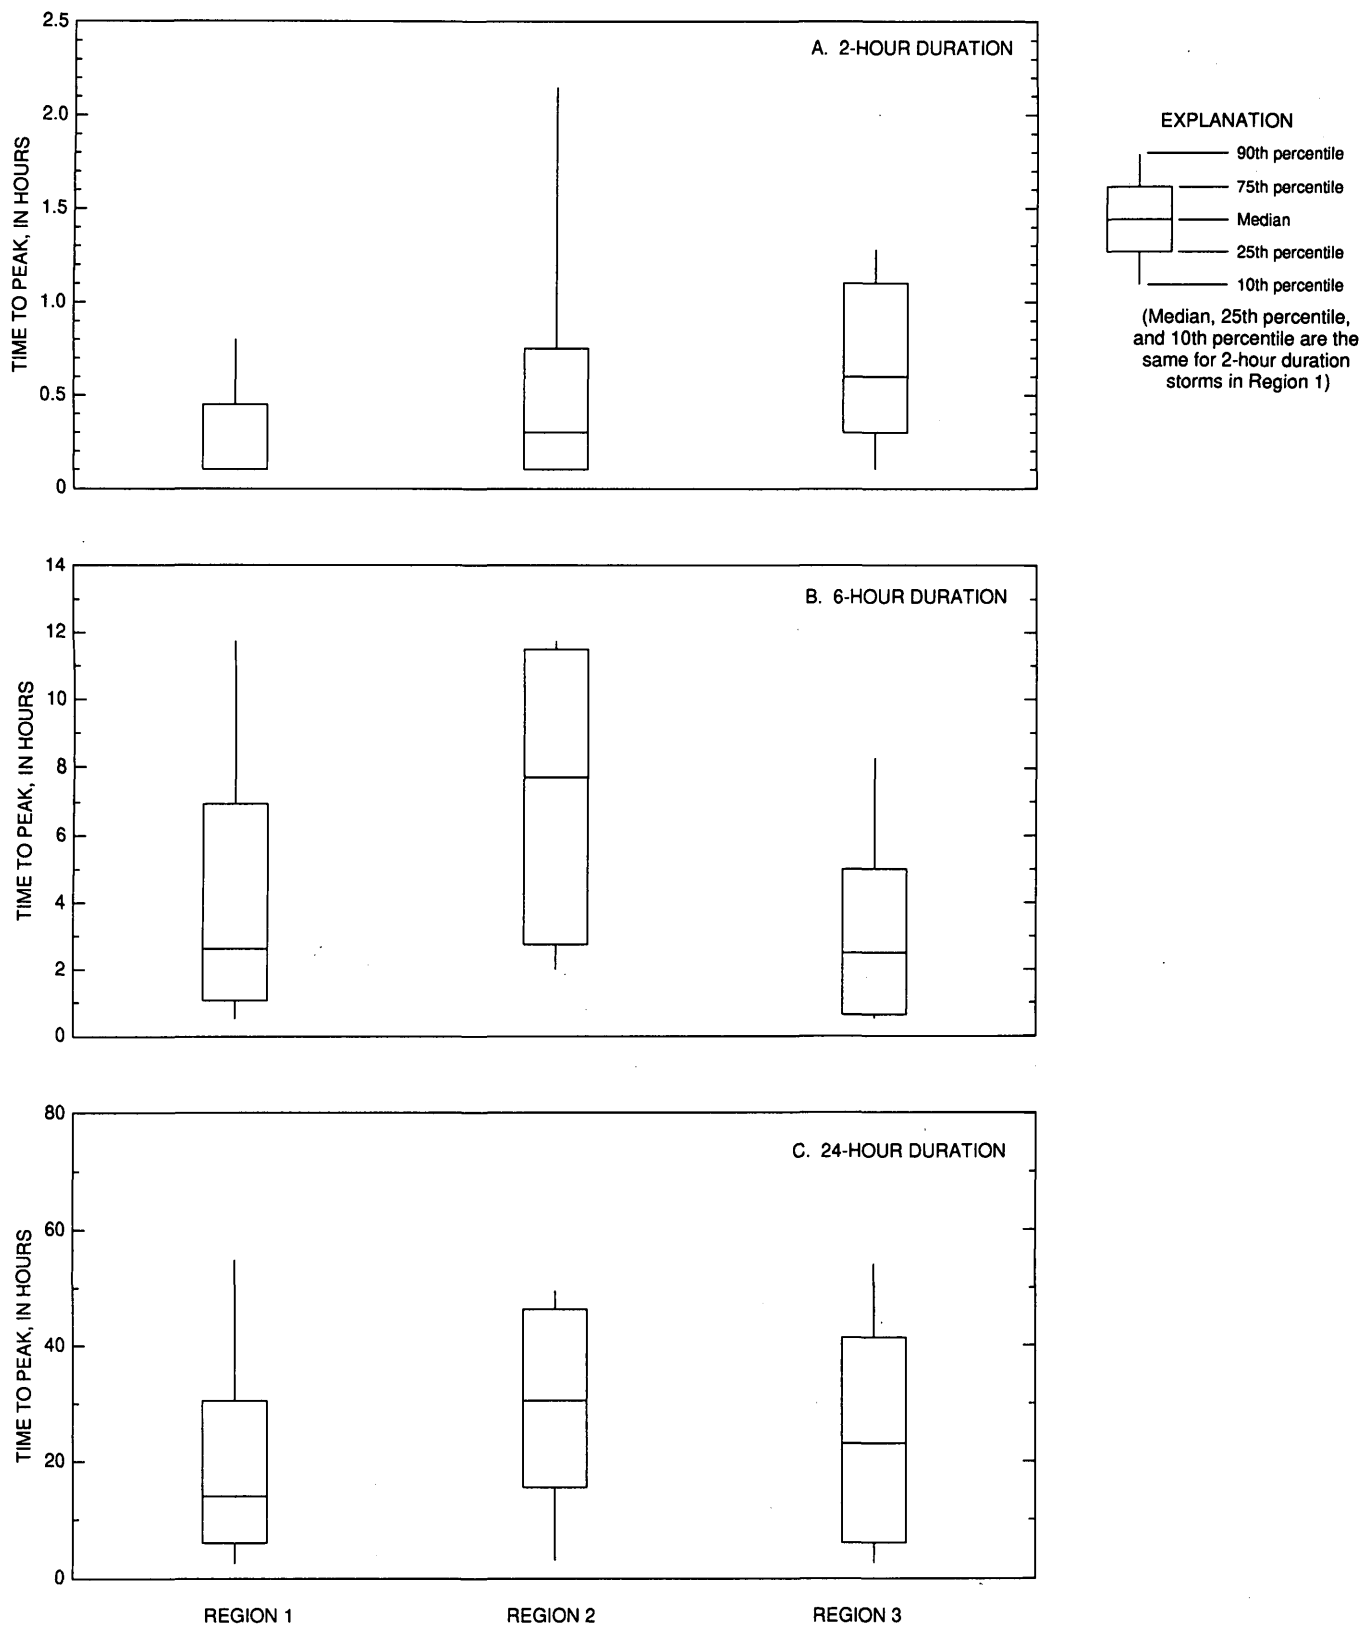 A. 2-HOUR DURATION
2.5
2.0
1.5
1.0
0.5
0
TIME TO PEAK, IN HOURS
EXPLANATION
90th percentile
75th percentile
Median
25th percentile
10th percentile
(Median, 25th percentile,
and 10th percentile are the
same for 2-hour duration
storms in Region 1)
B. 6-HOUR DURATION
14
12
10
8
6
4
2
0
TIME TO PEAK, IN HOURS
C. 24-HOUR DURATION
80
60
40
20
0
TIME TO PEAK, IN HOURS
REGION 1
REGION 2
REGION 3